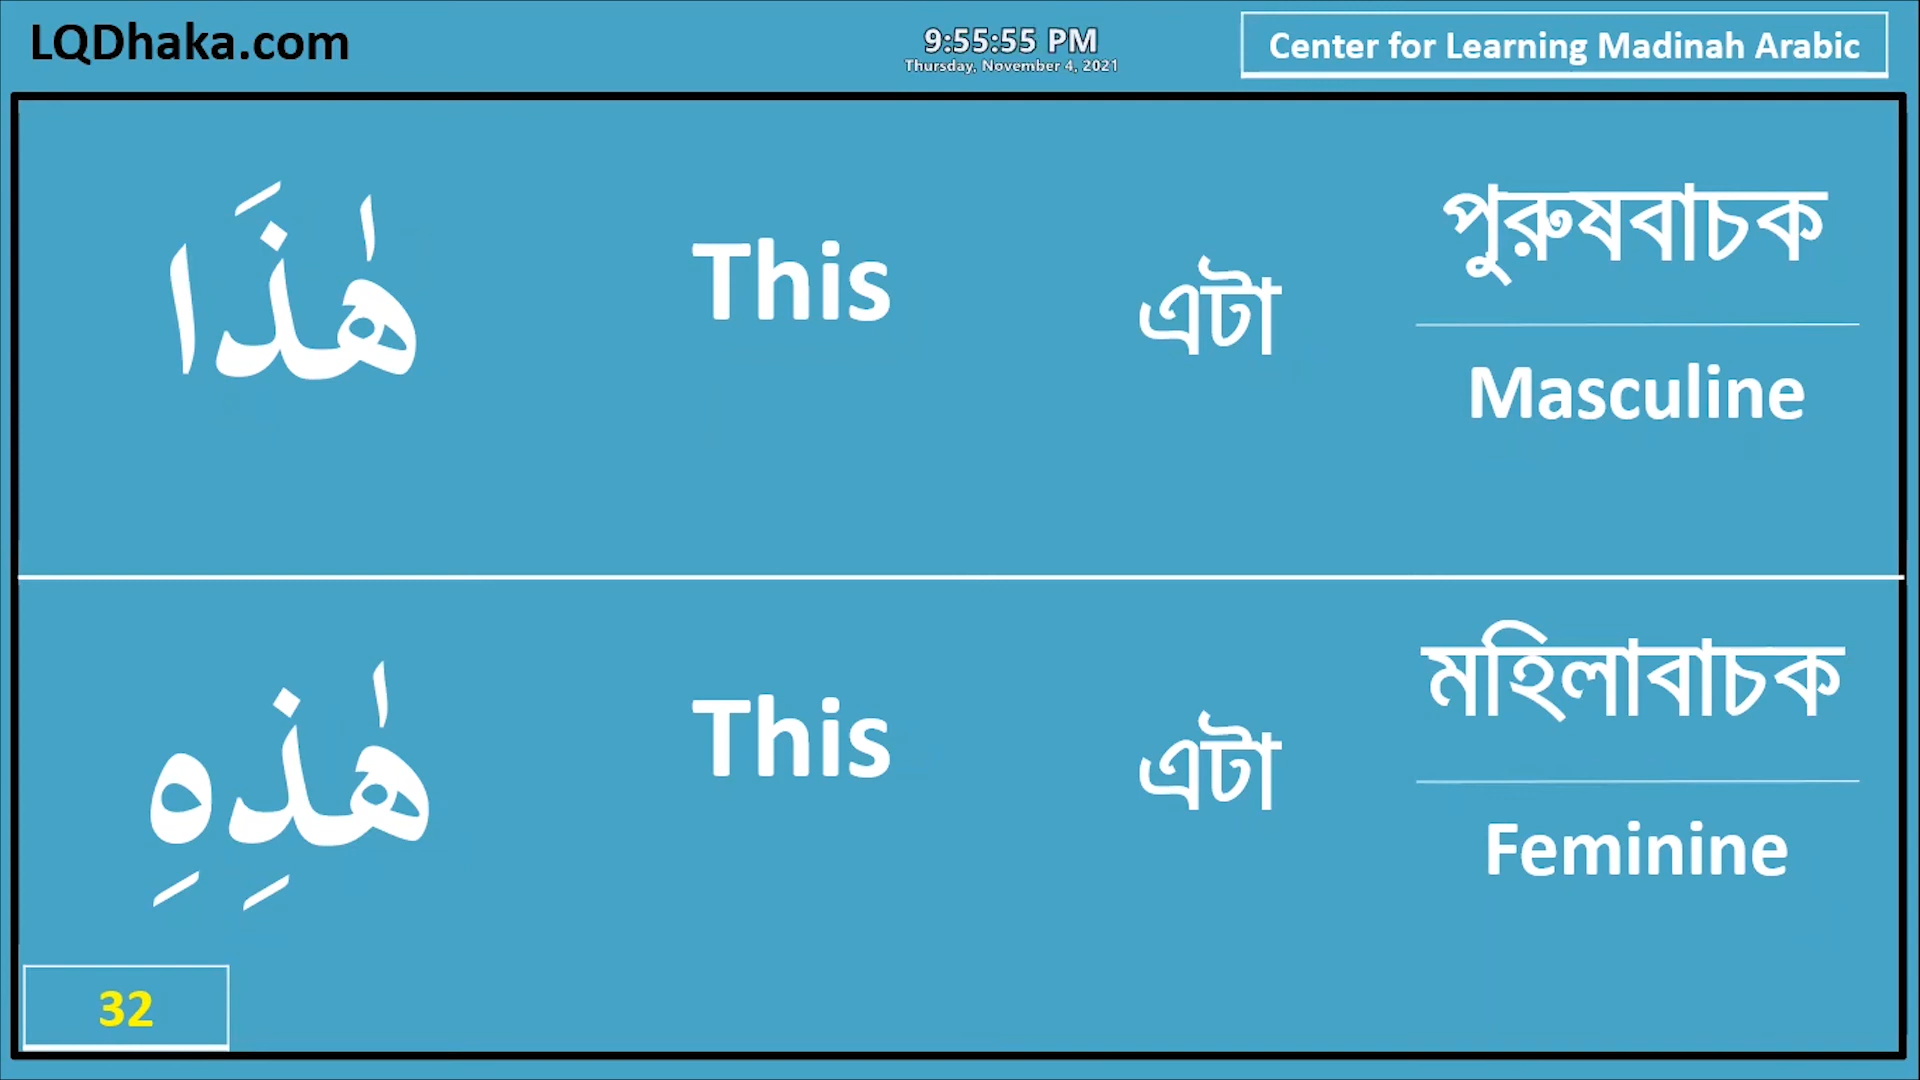 LQDhaka.com
9:55:55 PM
Thursday, November 4, 2021
Center for Learning Madinah Arabic
هٰذَا
This
এটা
পুরুষবাচক
Masculine
هٰذِهِ
This
এটা
মহিলাবাচক
Feminine
32